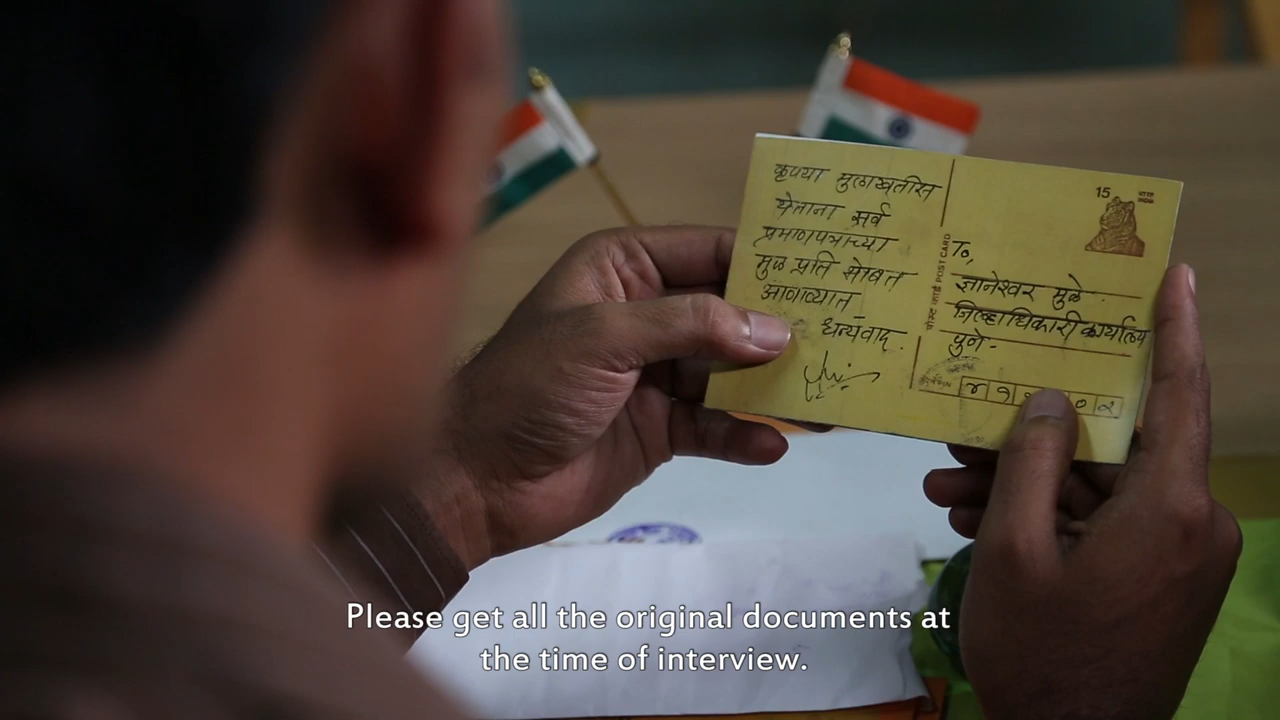 कृपया मुलाखतीस
येताना सर्व
प्रमाणपत्राच्या
मुळ प्रति सोबत
आणाव्यात
धन्यवाद.
पोस्ट कार्ड POST CARD
15 भारत
INDIA
To,
ज्ञानेश्वर मुळे
जिल्हाधिकारी कार्यालय
पुणे-
Please get all the original documents at
the time of interview.